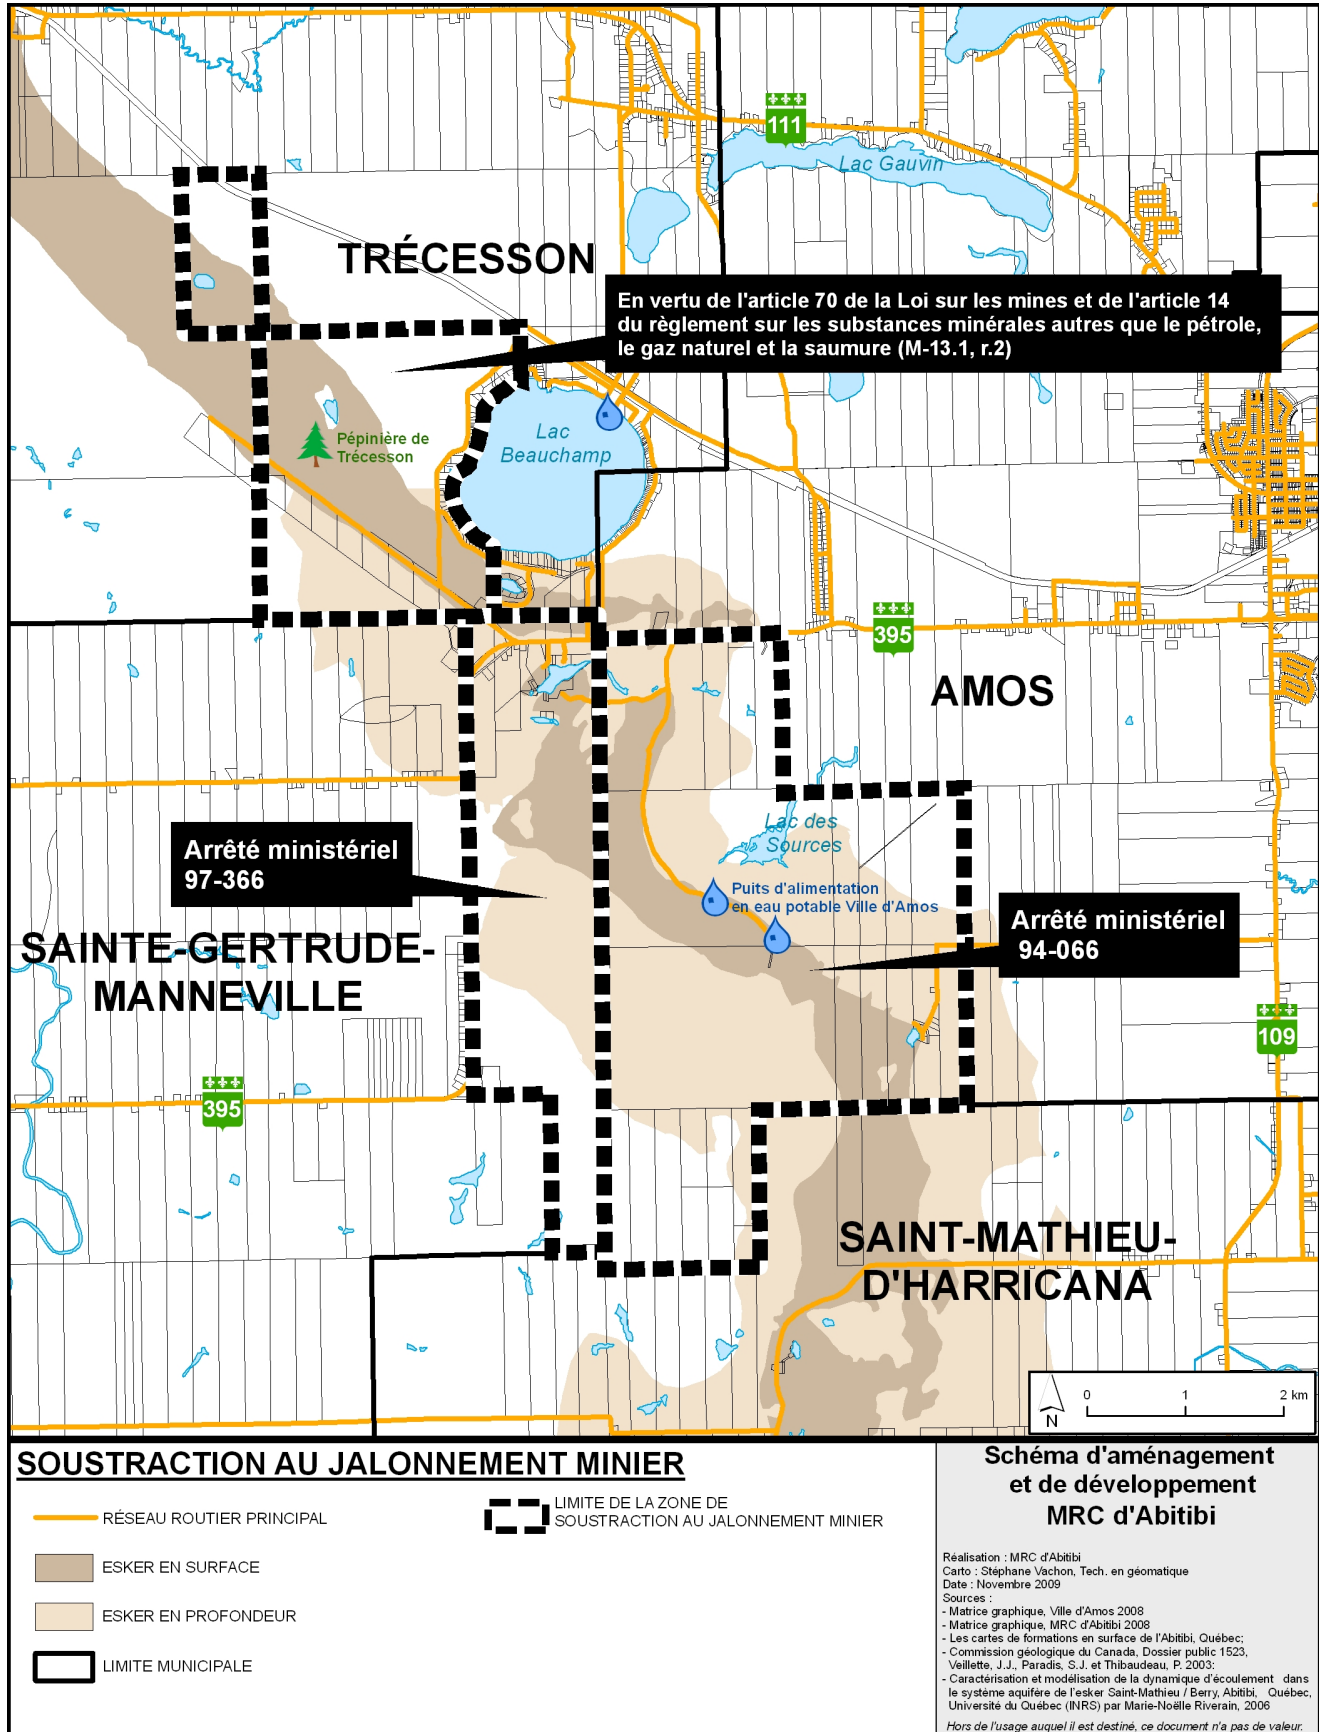 111
Lac Gauvin
TRÉCESSON
En vertu de l'article 70 de la Loi sur les mines et de l'article 14
du règlement sur les substances minérales autres que le pétrole,
le gaz naturel et la saumure (M-13.1, r.2)
Lac
Beauchamp
Pépinière de
Trécesson
395
AMOS
Lac des
Sources
Arrêté ministériel
97-366
Puits d'alimentation
en eau potable Ville d'Amos
Arrêté ministériel
94-066
SAINTE-GERTRUDE-
MANNEVILLE
109
395
SAINT-MATHIEU-
D'HARRICANA
N
0 1 2 km
SOUSTRACTION AU JALONNEMENT MINIER
RÉSEAU ROUTIER PRINCIPAL
ESKER EN SURFACE
ESKER EN PROFONDEUR
LIMITE MUNICIPALE
LIMITE DE LA ZONE DE
SOUSTRACTION AU JALONNEMENT MINIER
Schéma d'aménagement
et de développement
MRC d'Abitibi
Réalisation : MRC d'Abitibi
Carto : Stéphane Vachon, Tech. en géomatique
Date : Novembre 2009
Sources :
- Matrice graphique, Ville d'Amos 2008
- Matrice graphique, MRC d'Abitibi 2008
- Les cartes de formations en surface de l'Abitibi, Québec;
- Commission géologique du Canada, Dossier public 1523,
Veillette, J.J., Paradis, S.J. et Thibaudeau, P. 2003:
- Caractérisation et modélisation de la dynamique d'écoulement dans
le système aquifère de l'esker Saint-Mathieu / Berry, Abitibi, Québec,
Université du Québec (INRS) par Marie-Noëlle Riverain, 2006
Hors de l'usage auquel il est destiné, ce document n'a pas de valeur.